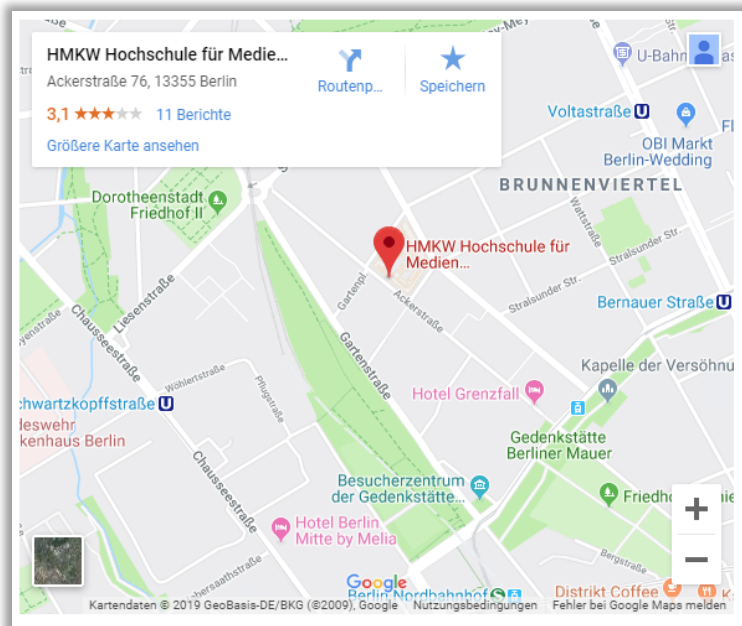 HMKW Hochschule für Medie...
Ackerstraße 76, 13355 Berlin
3,1
11 Berichte
Größere Karte ansehen
Routenp...
Speichern
U-Bahn
Voltastraße U
OBI Markt
Berlin-Wedding
BRUNNENVIERTEL
Dorotheenstadt
Friedhof II
HMKW Hochschule für
Medien...
Wattstraße
Stralsunder Str.
Stralsunder Str.
Gartenpl.
Ackerstraße
Bernauer Straße U
Liesenstraße
Chausseestraße
Gartenstraße
Wöhlertstraße
Pflugstraße
Kapelle der Versöhnu
Hotel Grenzfall
chwartzkopffstraße U
deswehr
kenhaus Berlin
Gedenkstätte
Berliner Mauer
Chausseestraße
Besucherzentrum
der Gedenkstätte...
Friedho
Hotel Berlin
Mitte by Melia
Bergstraße
Google
Berlin Nordbahnhof S
Distrikt Coffee
Kartendaten © 2019 GeoBasis-DE/BKG (©2009), Google
Nutzungsbedingungen
Fehler bei Google Maps melden